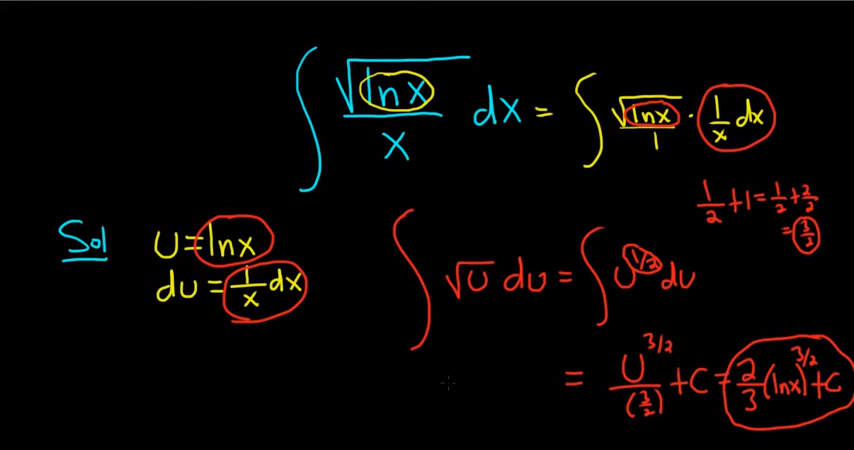 ∫ √(ln x) / x dx = ∫ √(ln x) / 1 · 1/x dx
1/2 + 1 = 1/2 + 2/2
= 3/2
Sol U = ln x
du = 1/x dx
∫ √U du = ∫ U^(1/2) du
= U^(3/2) / (3/2) + C = 2/3 (ln x)^(3/2) + C